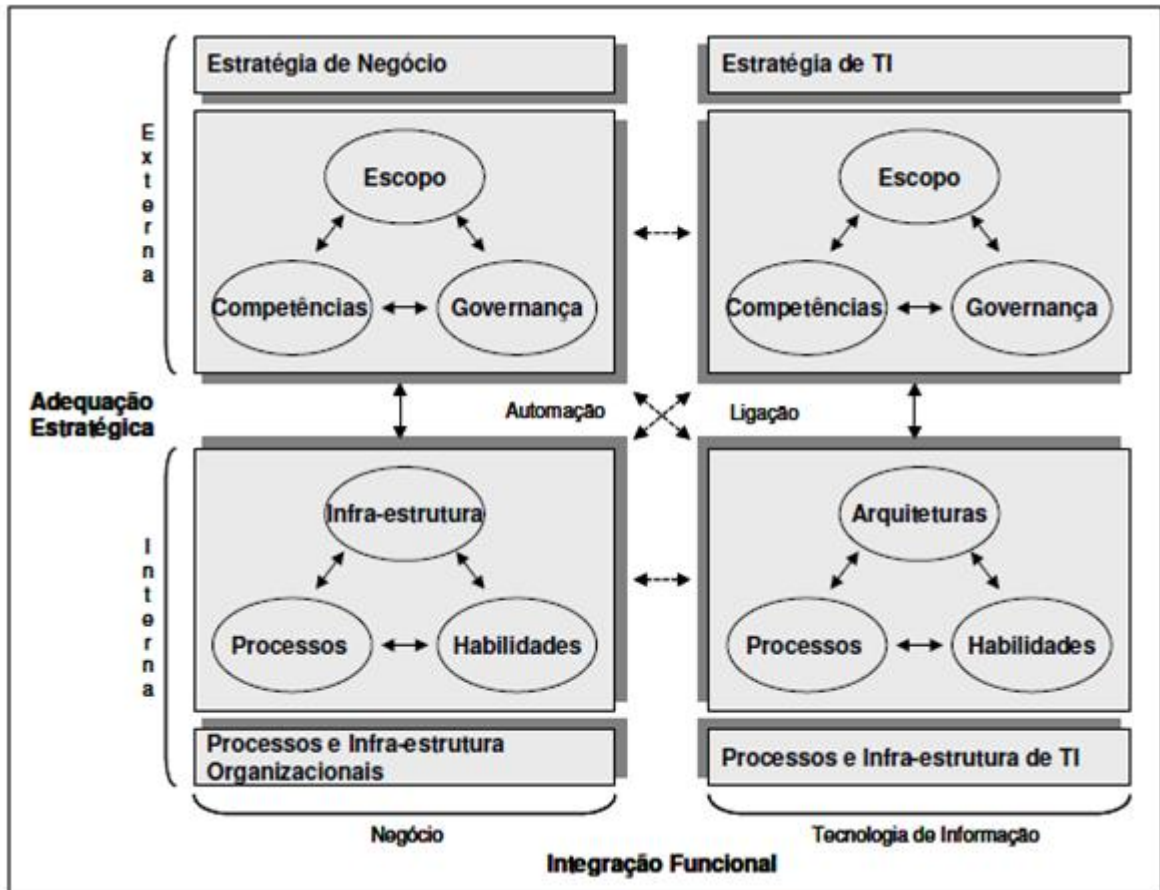 Estratégia de Negócio
Estratégia de TI
Externa
Escopo
Competências
Governança
Escopo
Competências
Governança
Adequação
Estratégica
Automação
Ligação
Interna
Infra-estrutura
Processos
Habilidades
Arquiteturas
Processos
Habilidades
Processos e Infra-estrutura
Organizacionais
Processos e Infra-estrutura de TI
Negócio
Tecnologia de Informação
Integração Funcional